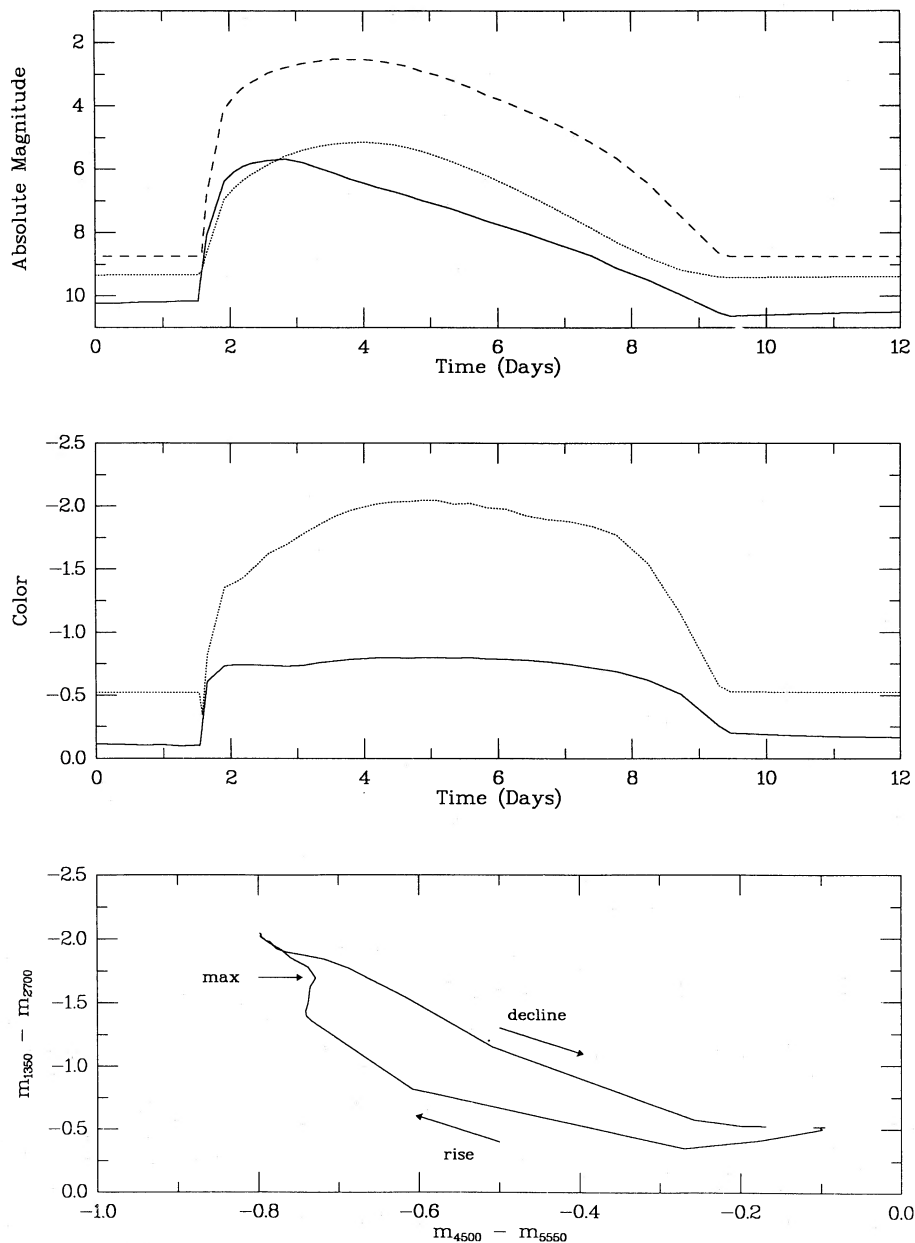 2
4
6
8
10
Absolute Magnitude
0 2 4 6 8 10 12
Time (Days)
-2.5
-2.0
-1.5
-1.0
-0.5
0.0
Color
0 2 4 6 8 10 12
Time (Days)
-2.5
-2.0
-1.5
-1.0
-0.5
0.0
m1350 - m2700
max
decline
rise
-1.0 -0.8 -0.6 -0.4 -0.2 0.0
m4500 - m5550